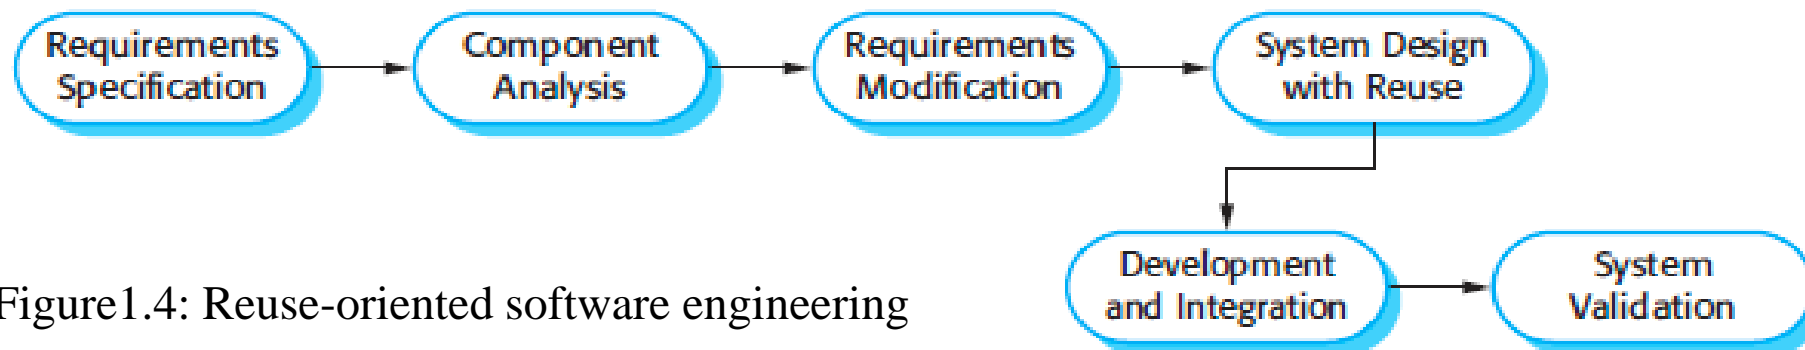 Requirements
Specification
Component
Analysis
Requirements
Modification
System Design
with Reuse
Development
and Integration
System
Validation
Figure1.4: Reuse-oriented software engineering